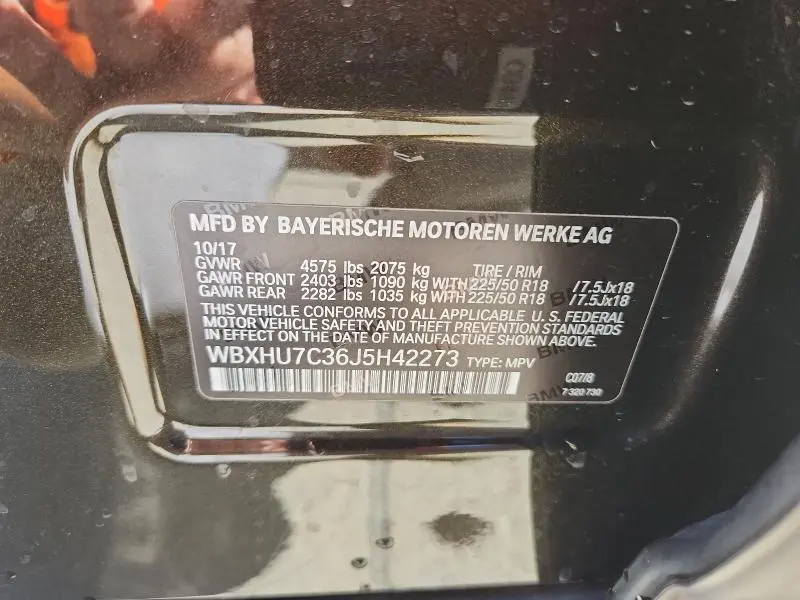 MFD BY BAYERISCHE MOTOREN WERKE AG
10/17
GVWR 4575 lbs 2075 kg TIRE / RIM
GAWR FRONT 2403 lbs 1090 kg WITH 225/50 R18 /7.5Jx18
GAWR REAR 2282 lbs 1035 kg WITH 225/50 R18 /7.5Jx18
THIS VEHICLE CONFORMS TO ALL APPLICABLE U. S. FEDERAL
MOTOR VEHICLE SAFETY AND THEFT PREVENTION STANDARDS
IN EFFECT ON THE DATE OF MANUFACTURE SHOWN ABOVE.
WBXHU7C36J5H42273 TYPE: MPV
C07/8
7 320 730